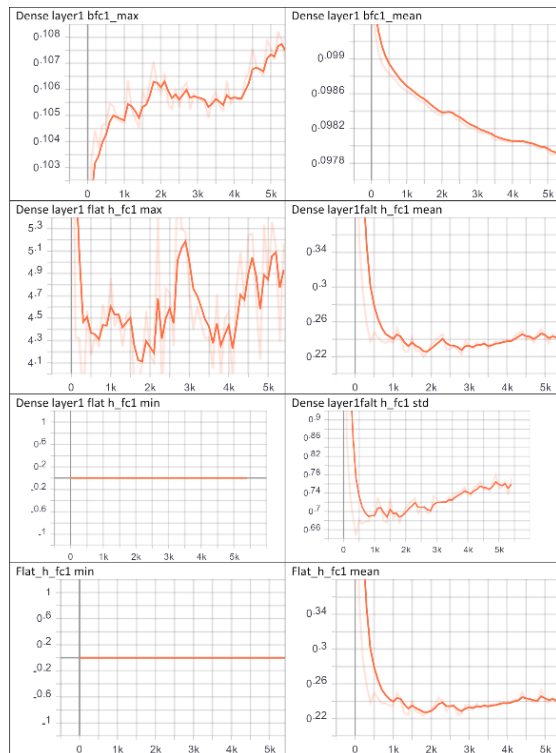 Dense layer1 bfc1_max
0.108
0.107
0.106
0.105
0.104
0.103
0 1k 2k 3k 4k 5k
Dense layer1 bfc1_mean
0.099
0.0986
0.0982
0.0978
0 1k 2k 3k 4k 5k
Dense layer1 flat h_fc1 max
5.3
5.1
4.9
4.7
4.5
4.3
4.1
0 1k 2k 3k 4k 5k
Dense layer1falt h_fc1 mean
0.34
0.3
0.26
0.22
0 1k 2k 3k 4k 5k
Dense layer1 flat h_fc1 min
1
0.6
0.2
-0.2
-0.6
-1
0 1k 2k 3k 4k 5k
Dense layer1falt h_fc1 std
0.9
0.86
0.82
0.78
0.74
0.7
0.66
0 1k 2k 3k 4k 5k
Flat_h_fc1 min
1
0.6
0.2
-0.2
-0.6
-1
0 1k 2k 3k 4k 5k
Flat_h_fc1 mean
0.34
0.3
0.26
0.22
0 1k 2k 3k 4k 5k